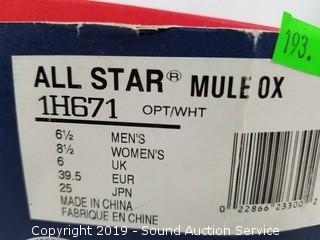 193.
ALL STAR® MULE OX
1H671 OPT/WHT
6½ MEN'S
8½ WOMEN'S
6 UK
39.5 EUR
25 JPN
MADE IN CHINA
FABRIQUE EN CHINE
0 22866 23300 2
Copyright 2019 - Sound Auction Service